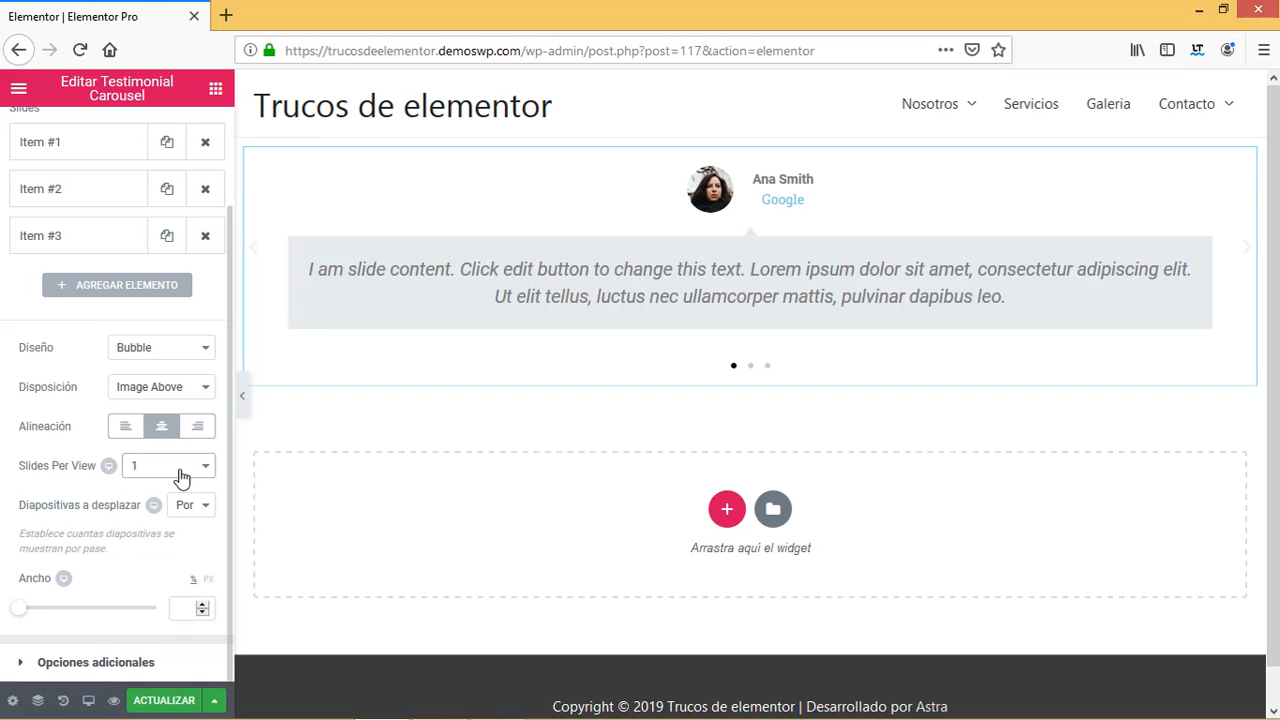 Elementor | Elementor Pro
https://trucosdeelementor.demoswp.com/wp-admin/post.php?post=117&action=elementor
Editar Testimonial
Carousel
Slides
Item #1
Item #2
Item #3
AGREGAR ELEMENTO
Diseño
Bubble
Disposición
Image Above
Alineación
Slides Per View
1
Diapositivas a desplazar
Por
Establece cuantas diapositivas se
muestran por pase.
Ancho
%
PX
Opciones adicionales
ACTUALIZAR
Trucos de elementor
Nosotros
Servicios
Galeria
Contacto
Ana Smith
Google
I am slide content. Click edit button to change this text. Lorem ipsum dolor sit amet, consectetur adipiscing elit.
Ut elit tellus, luctus nec ullamcorper mattis, pulvinar dapibus leo.
Arrastra aquí el widget
Copyright © 2019 Trucos de elementor | Desarrollado por Astra